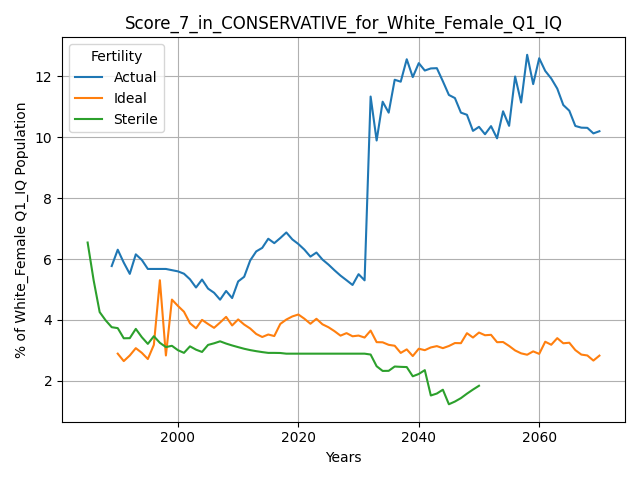 Score_7_in_CONSERVATIVE_for_White_Female_Q1_IQ
Fertility
Actual
Ideal
Sterile
% of White_Female Q1_IQ Population
12
10
8
6
4
2
2000
2020
2040
2060
Years